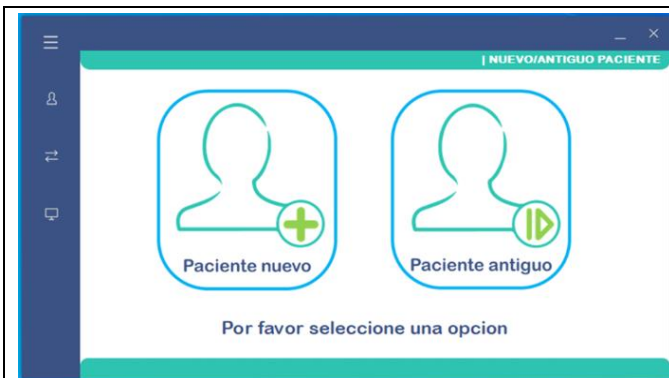 | NUEVO/ANTIGUO PACIENTE
Paciente nuevo
Paciente antiguo
Por favor seleccione una opcion